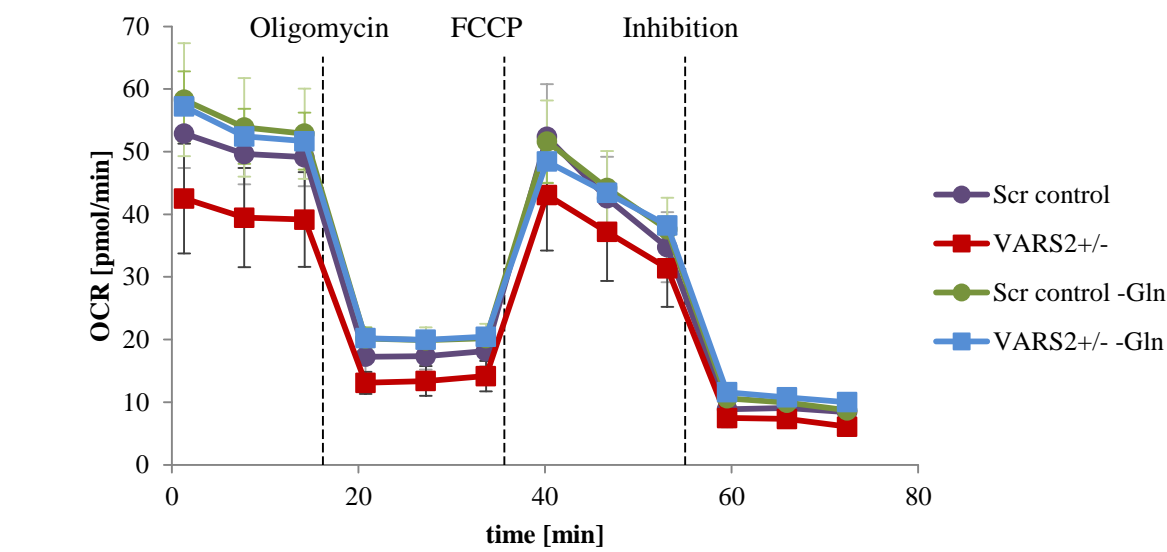 Oligomycin FCCP Inhibition
70
60
50
40
30
20
10
0
OCR [pmol/min]
0 20 40 60 80
time [min]
Scr control
VARS2+/-
Scr control -Gln
VARS2+/- -Gln